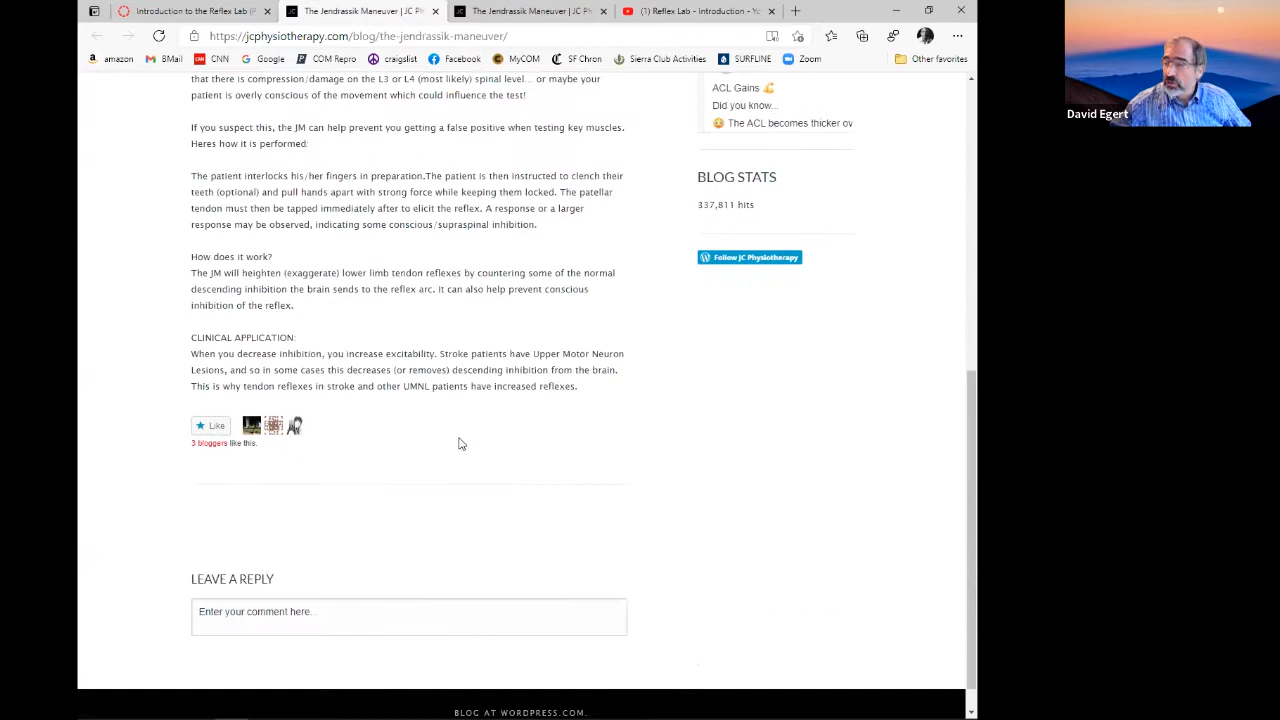 Introduction to the Reflex Lab (P
The Jendrassik Maneuver | JC Ph
The Jendrassik Maneuver | JC Ph
(1) Reflex Lab - Introduction - Yo
https://jcphysiotherapy.com/blog/the-jendrassik-maneuver/
amazon
BMail
CNN
Google
COM Repro
craigslist
Facebook
MyCOM
SF Chron
Sierra Club Activities
SURFLINE
Zoom
Other favorites
that there is compression/damage on the L3 or L4 (most likely) spinal level... or maybe your
patient is overly conscious of the movement which could influence the test!
If you suspect this, the JM can help prevent you getting a false positive when testing key muscles.
Heres how it is performed:
The patient interlocks his/her fingers in preparation.The patient is then instructed to clench their
teeth (optional) and pull hands apart with strong force while keeping them locked. The patellar
tendon must then be tapped immediately after to elicit the reflex. A response or a larger
response may be observed, indicating some conscious/supraspinal inhibition.
How does it work?
The JM will heighten (exaggerate) lower limb tendon reflexes by countering some of the normal
descending inhibition the brain sends to the reflex arc. It can also help prevent conscious
inhibition of the reflex.
CLINICAL APPLICATION:
When you decrease inhibition, you increase excitability. Stroke patients have Upper Motor Neuron
Lesions, and so in some cases this decreases (or removes) descending inhibition from the brain.
This is why tendon reflexes in stroke and other UMNL patients have increased reflexes.
Like
3 bloggers like this.
LEAVE A REPLY
Enter your comment here...
ACL Gains 💪
Did you know...
😳 The ACL becomes thicker ov
BLOG STATS
337,811 hits
Follow JC Physiotherapy
BLOG AT WORDPRESS.COM.
David Egert